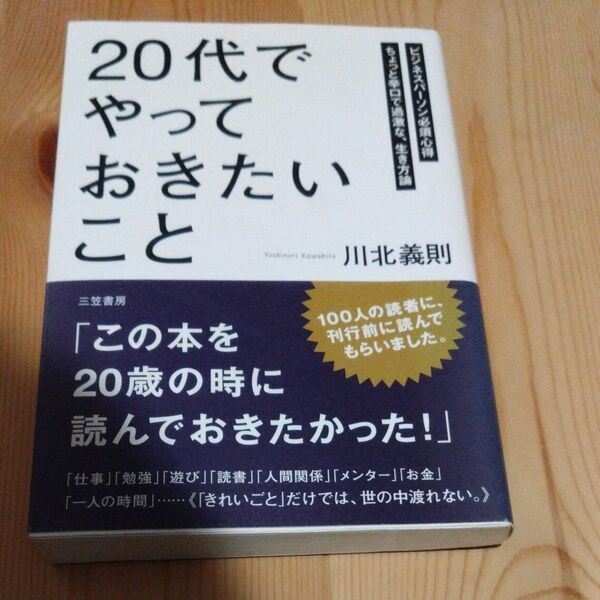 ビジネスパーソン必須心得
ちょっと辛口で過激な、生き方論
20代で
やって
おきたい
こと
Yoshinori Kawakita
川北義則
三笠書房
100人の読者に、
刊行前に読んで
もらいました。
「この本を
20歳の時に
読んでおきたかった!」
「仕事」「勉強」「遊び」「読書」「人間関係」「メンター」「お金」
「一人の時間」……《「きれいごと」だけでは、世の中渡れない。》